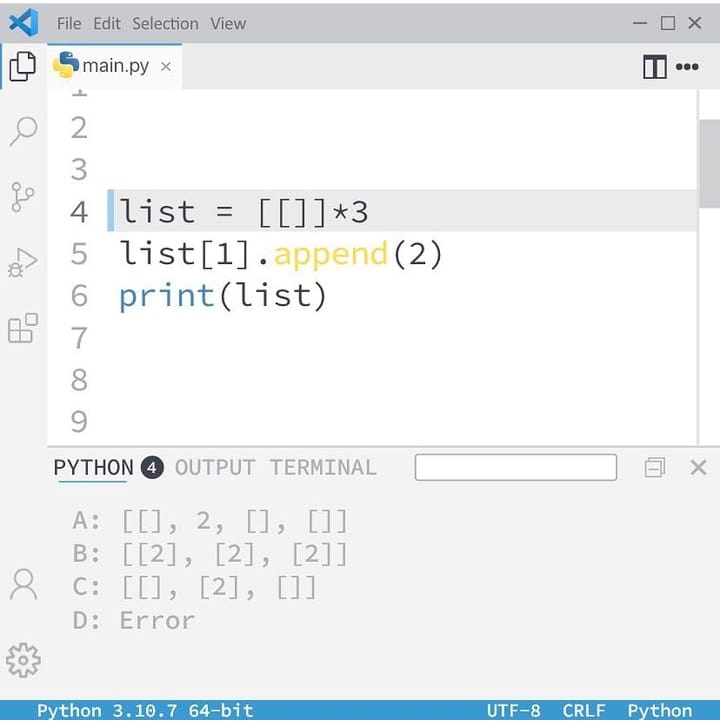 File Edit Selection View
main.py
1
2
3
4 list = [[]]*3
5 list[1].append(2)
6 print(list)
7
8
9
PYTHON 4 OUTPUT TERMINAL
A: [[], 2, [], []]
B: [[2], [2], [2]]
C: [[], [2], []]
D: Error
Python 3.10.7 64-bit UTF-8 CRLF Python